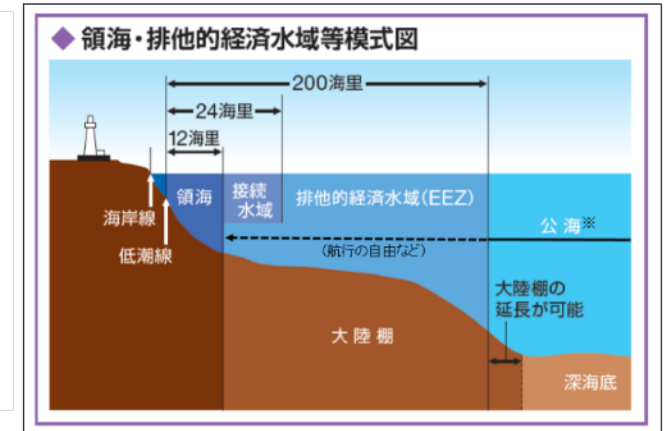 ◆ 領海・排他的経済水域等模式図
200海里
24海里
12海里
領海
接続
水域
排他的経済水域(EEZ)
公海※
海岸線
低潮線
(航行の自由など)
大陸棚の
延長が可能
大陸棚
深海底